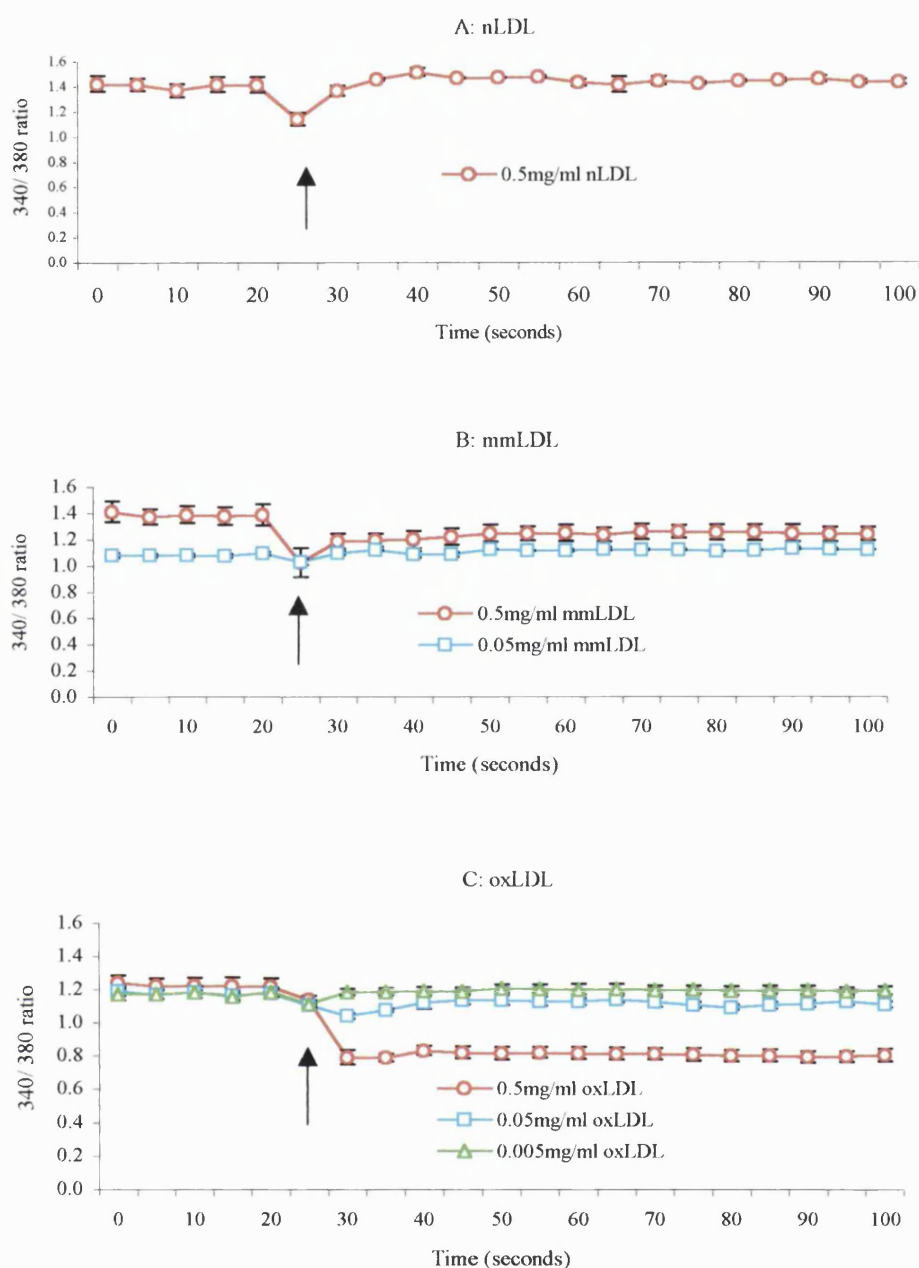 A: nLDL
1.6
1.4
1.2
1.0
0.8
0.6
0.4
0.2
0.0
340/ 380 ratio
0.5mg/ml nLDL
0 10 20 30 40 50 60 70 80 90 100
Time (seconds)
B: mmLDL
1.6
1.4
1.2
1.0
0.8
0.6
0.4
0.2
0.0
340/ 380 ratio
0.5mg/ml mmLDL
0.05mg/ml mmLDL
0 10 20 30 40 50 60 70 80 90 100
Time (seconds)
C: oxLDL
1.6
1.4
1.2
1.0
0.8
0.6
0.4
0.2
0.0
340/ 380 ratio
0.5mg/ml oxLDL
0.05mg/ml oxLDL
0.005mg/ml oxLDL
0 10 20 30 40 50 60 70 80 90 100
Time (seconds)